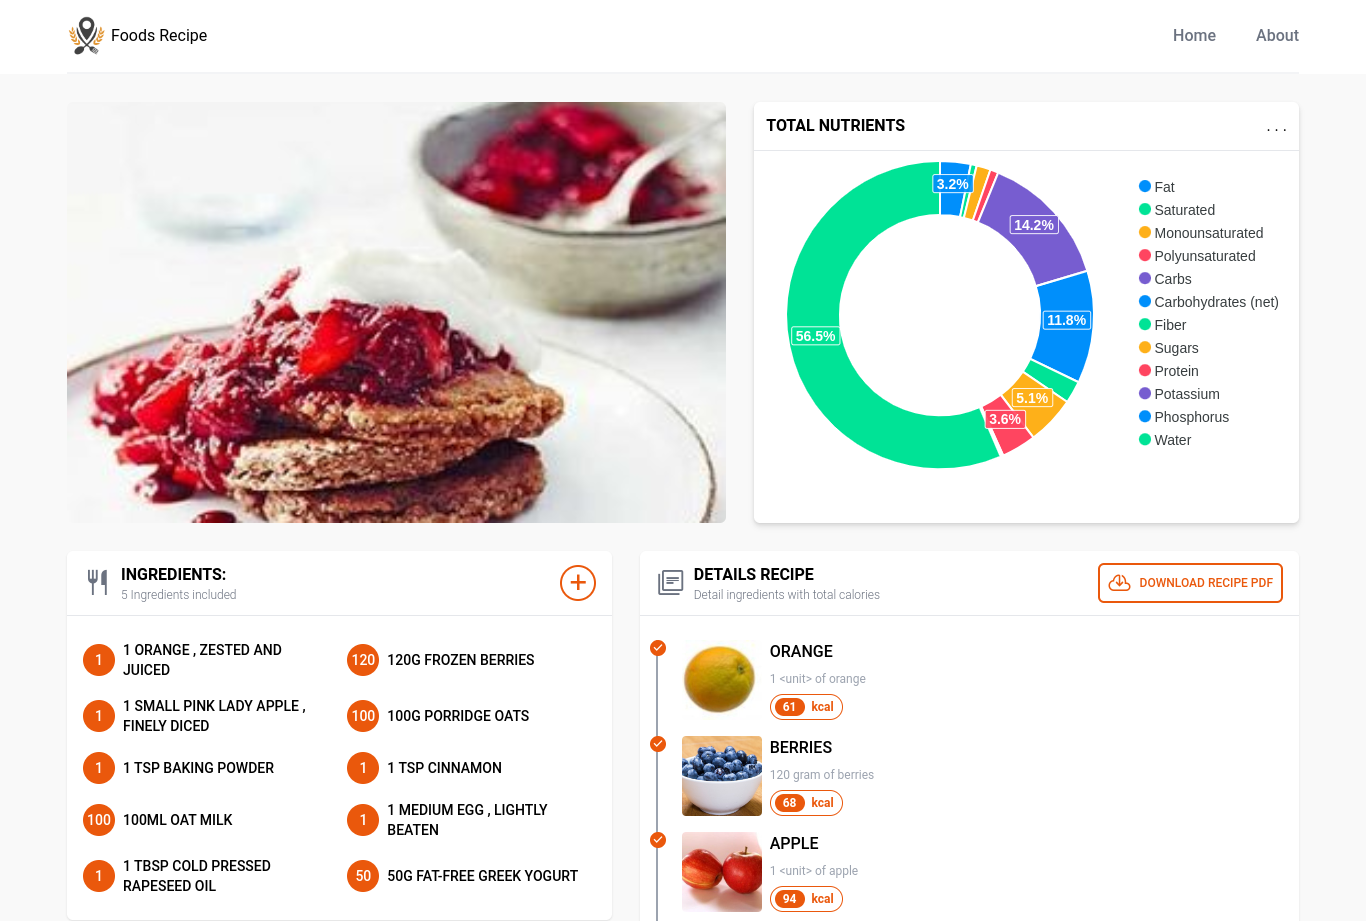 Foods Recipe
Home
About
TOTAL NUTRIENTS
. . .
3.2%
14.2%
11.8%
5.1%
3.6%
56.5%
Fat
Saturated
Monounsaturated
Polyunsaturated
Carbs
Carbohydrates (net)
Fiber
Sugars
Protein
Potassium
Phosphorus
Water
INGREDIENTS:
5 Ingredients included
1
1 ORANGE , ZESTED AND
JUICED
120
120G FROZEN BERRIES
1
1 SMALL PINK LADY APPLE ,
FINELY DICED
100
100G PORRIDGE OATS
1
1 TSP BAKING POWDER
1
1 TSP CINNAMON
100
100ML OAT MILK
1
1 MEDIUM EGG , LIGHTLY
BEATEN
1
1 TBSP COLD PRESSED
RAPESEED OIL
50
50G FAT-FREE GREEK YOGURT
DETAILS RECIPE
Detail ingredients with total calories
DOWNLOAD RECIPE PDF
ORANGE
1 <unit> of orange
61 kcal
BERRIES
120 gram of berries
68 kcal
APPLE
1 <unit> of apple
94 kcal